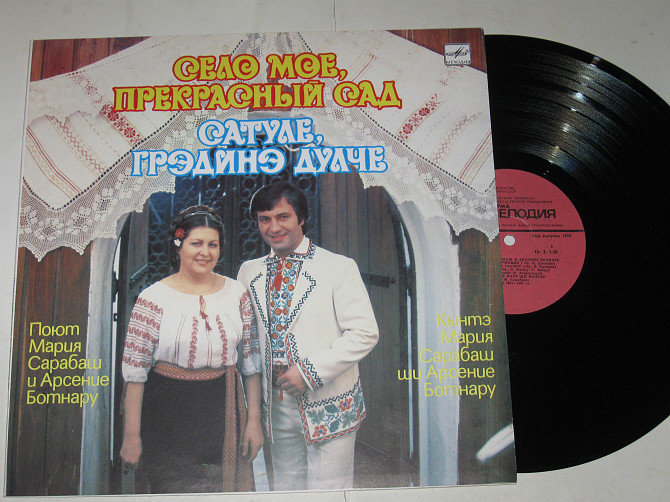 МЕЛОДИЯ
СЕЛО МОЕ,
ПРЕКРАСНЫЙ САД
САТУЛЕ,
ГРЭДИНЭ ДУЛЧЕ
Поют
Мария
Сарабаш
и Арсение
Ботнару
Кынтэ
Мария
Сарабаш
ши Арсение
Ботнару
МЕЛОДИЯ